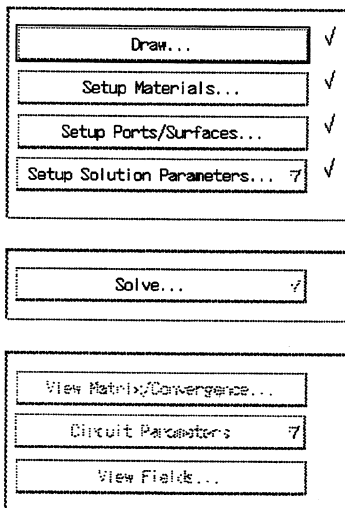 Draw... √
Setup Materials... √
Setup Ports/Surfaces... √
Setup Solution Parameters... √
Solve...
View Matrix/Convergence...
Circuit Parameters
View Fields...